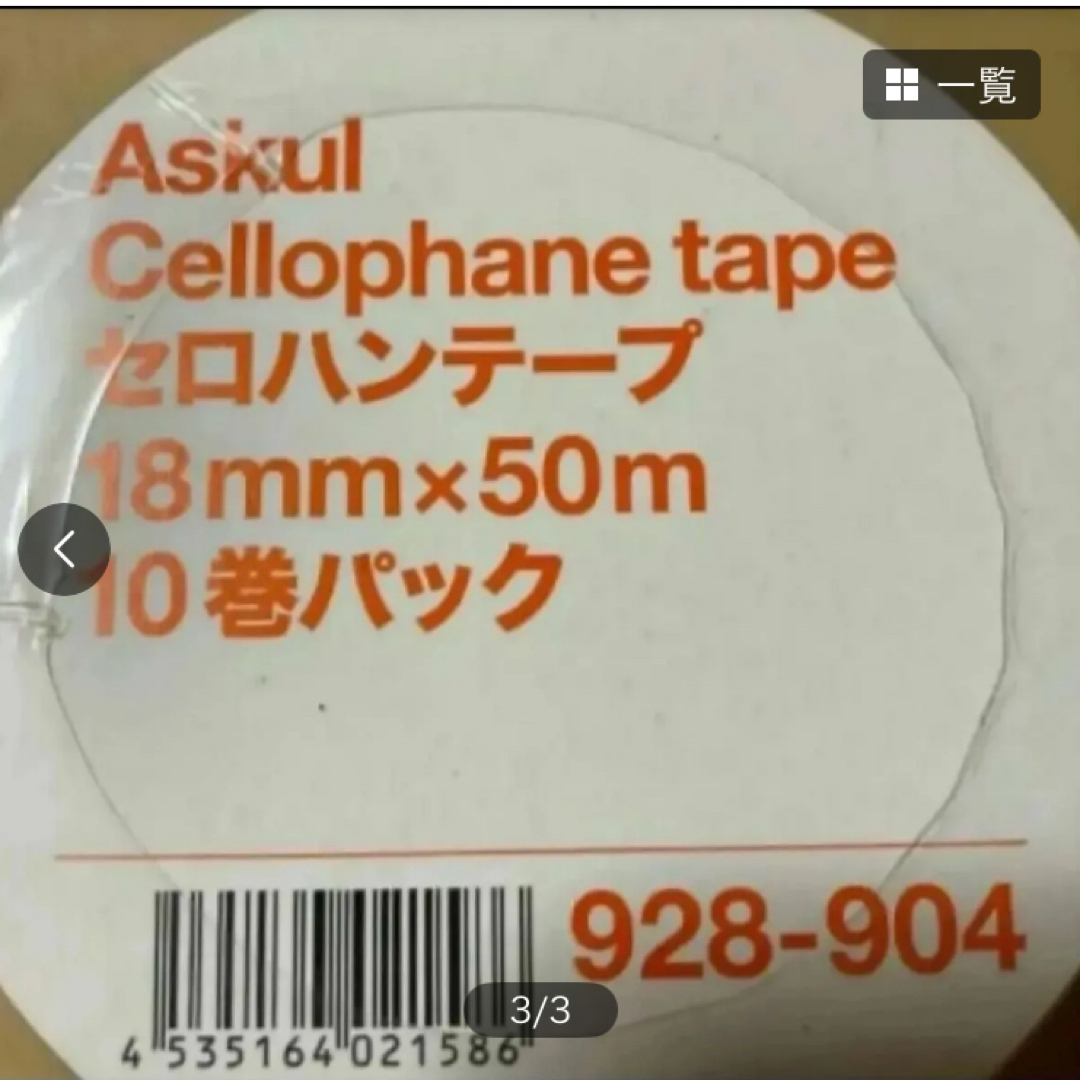 一覧
Askul
Cellophane tape
セロハンテープ
18mm×50m
10巻パック
928-904
3/3
4 535164 021586